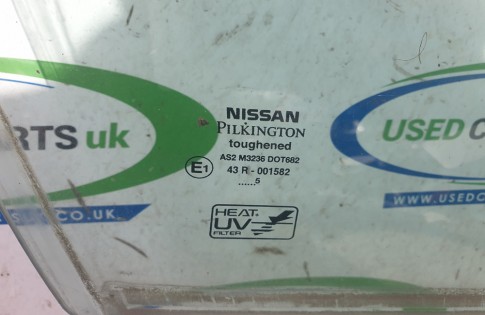 NISSAN
PILKINGTON
toughened
AS2 M3236 DOT682
E1 43 R - 001582
......5
HEAT
UV
FILTER
RTS uk
.CO.UK
USED C
WWW.USEDC